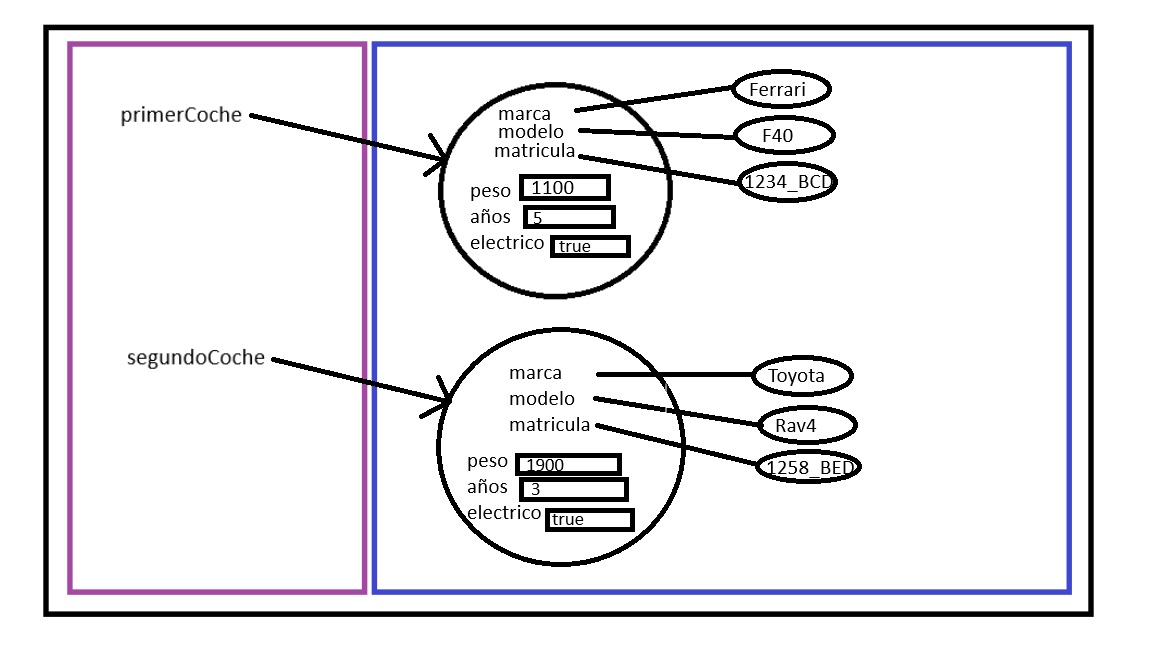 primerCoche
marca
modelo
matricula
Ferrari
F40
1234_BCD
peso 1100
años 5
electrico true
segundoCoche
marca
modelo
matricula
Toyota
Rav4
1258_BED
peso 1900
años 3
electrico true